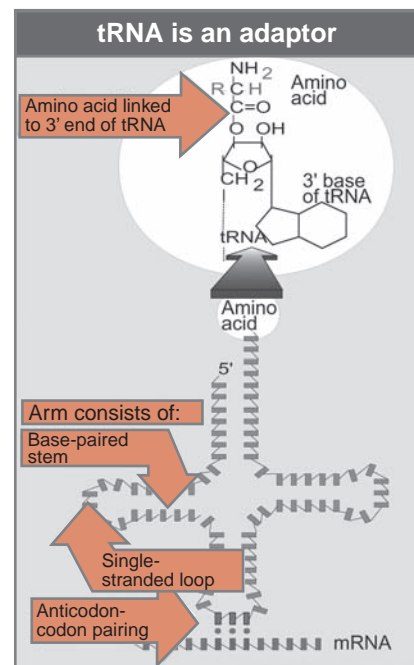 tRNA is an adaptor
NH2
R C H
Amino
acid
Amino acid linked
to 3' end of tRNA
C=O
O OH
O
CH2
3' base
of tRNA
tRNA
Amino
acid
5'
Arm consists of:
Base-paired
stem
Single-
stranded loop
Anticodon-
codon pairing
mRNA